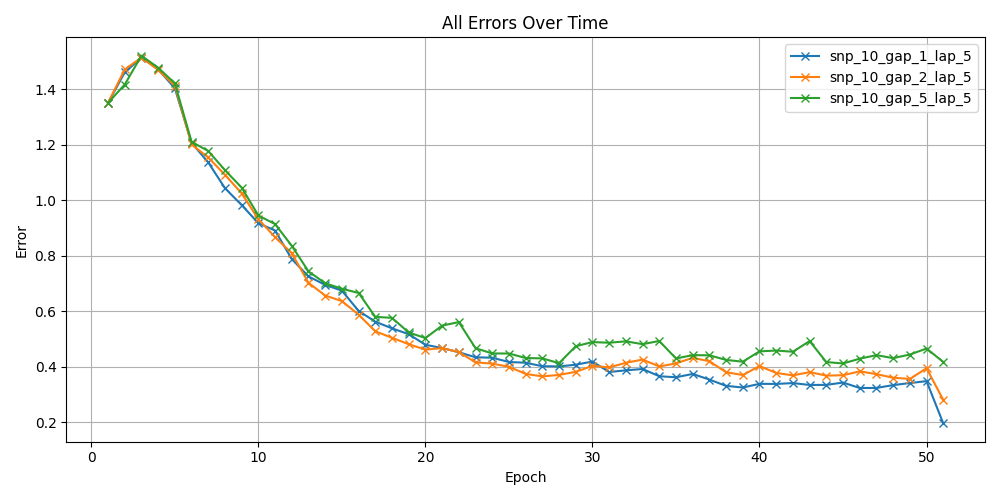 All Errors Over Time
snp_10_gap_1_lap_5
snp_10_gap_2_lap_5
snp_10_gap_5_lap_5
Error
1.4
1.2
1.0
0.8
0.6
0.4
0.2
0 10 20 30 40 50
Epoch